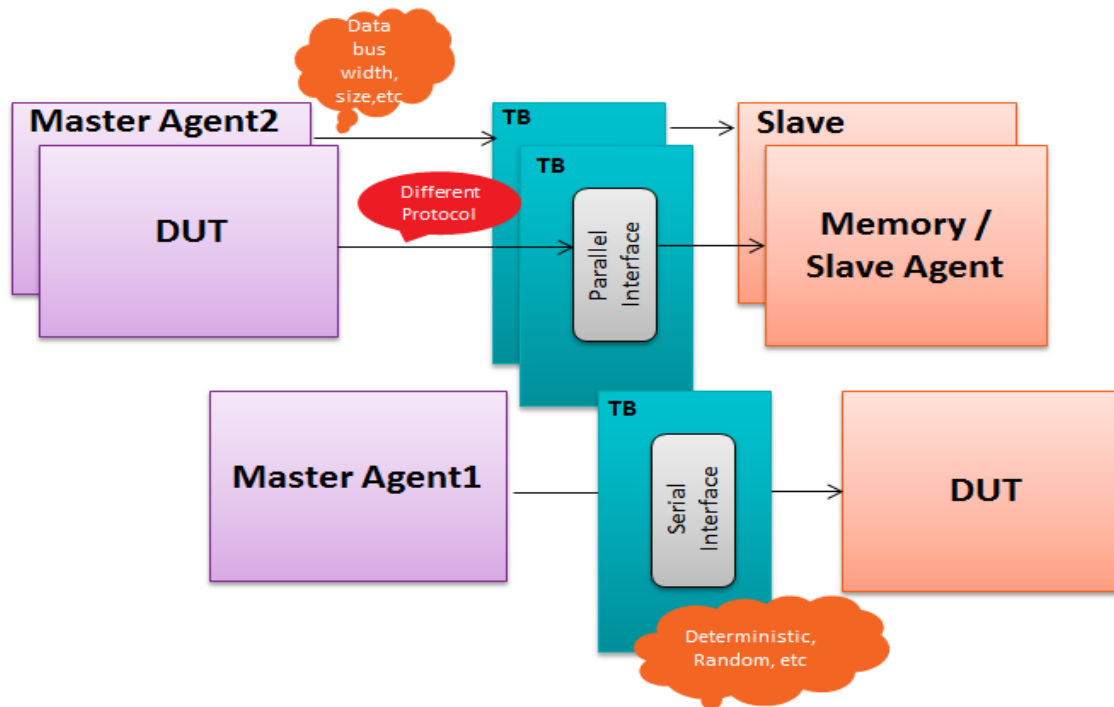 Data
bus
width,
size,etc
Master Agent2
TB
Slave
TB
Different
Protocol
DUT
Parallel
Interface
Memory /
Slave Agent
TB
Master Agent1
Serial
Interface
DUT
Deterministic,
Random, etc